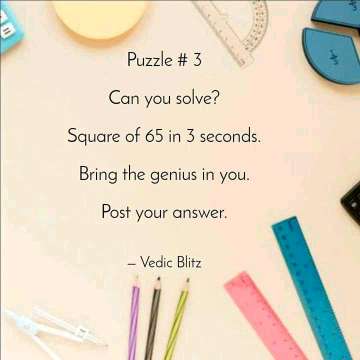 Puzzle # 3
Can you solve?
Square of 65 in 3 seconds.
Bring the genius in you.
Post your answer.
– Vedic Blitz